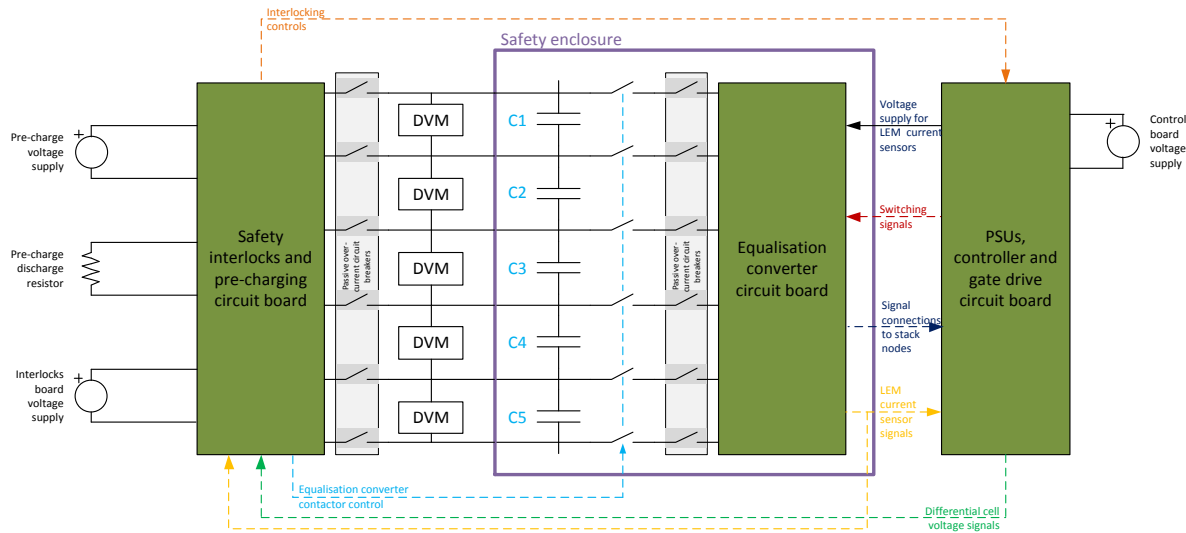 Interlocking
controls
Safety enclosure
Pre-charge
voltage
supply
+
Pre-charge
discharge
resistor
Interlocks
board
voltage
supply
+
Safety
interlocks and
pre-charging
circuit board
Passive over-
current circuit
breakers
DVM
DVM
DVM
DVM
DVM
C1
C2
C3
C4
C5
Passive over-
current circuit
breakers
Equalisation
converter
circuit board
Voltage
supply for
LEM current
sensors
Switching
signals
Signal
connections
to stack
nodes
LEM
current
sensor
signals
PSUs,
controller and
gate drive
circuit board
+
Control
board
voltage
supply
Equalisation converter
contactor control
Differential cell
voltage signals